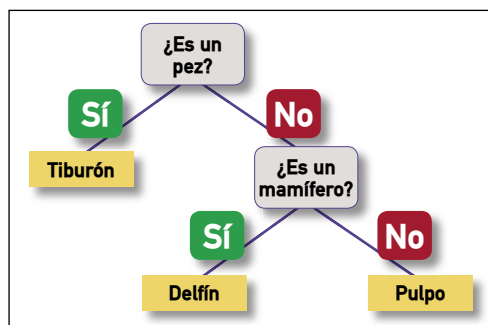 ¿Es un
pez?
Sí
No
Tiburón
¿Es un
mamífero?
Sí
No
Delfín
Pulpo